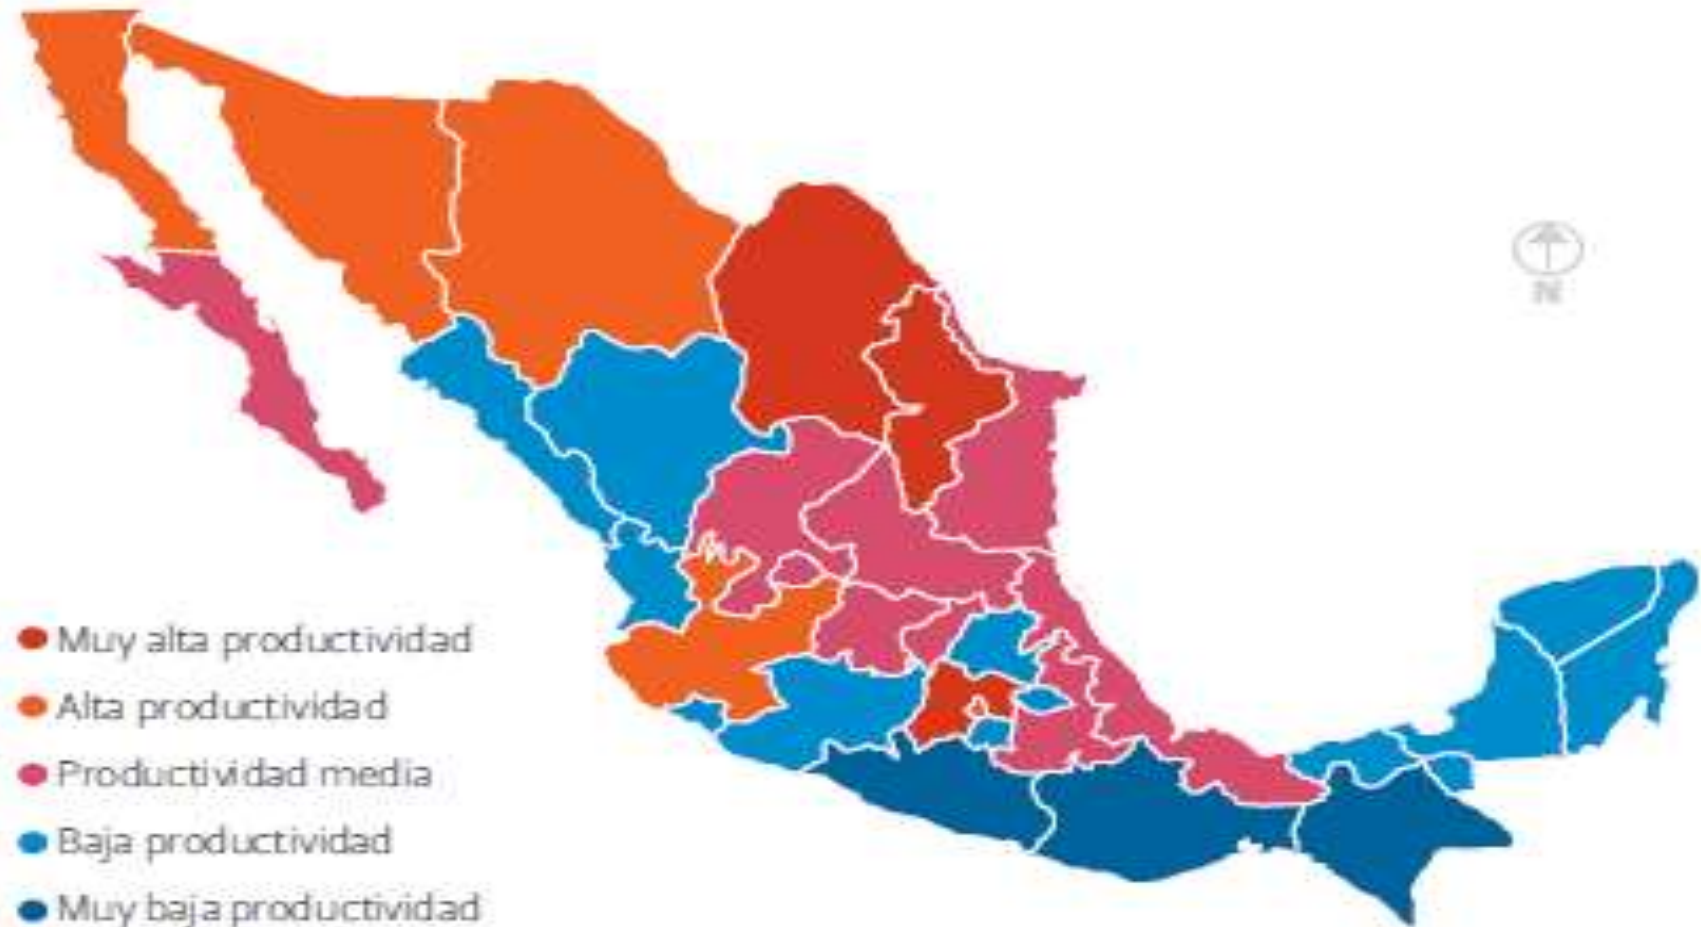 N
Muy alta productividad
Alta productividad
Productividad media
Baja productividad
Muy baja productividad